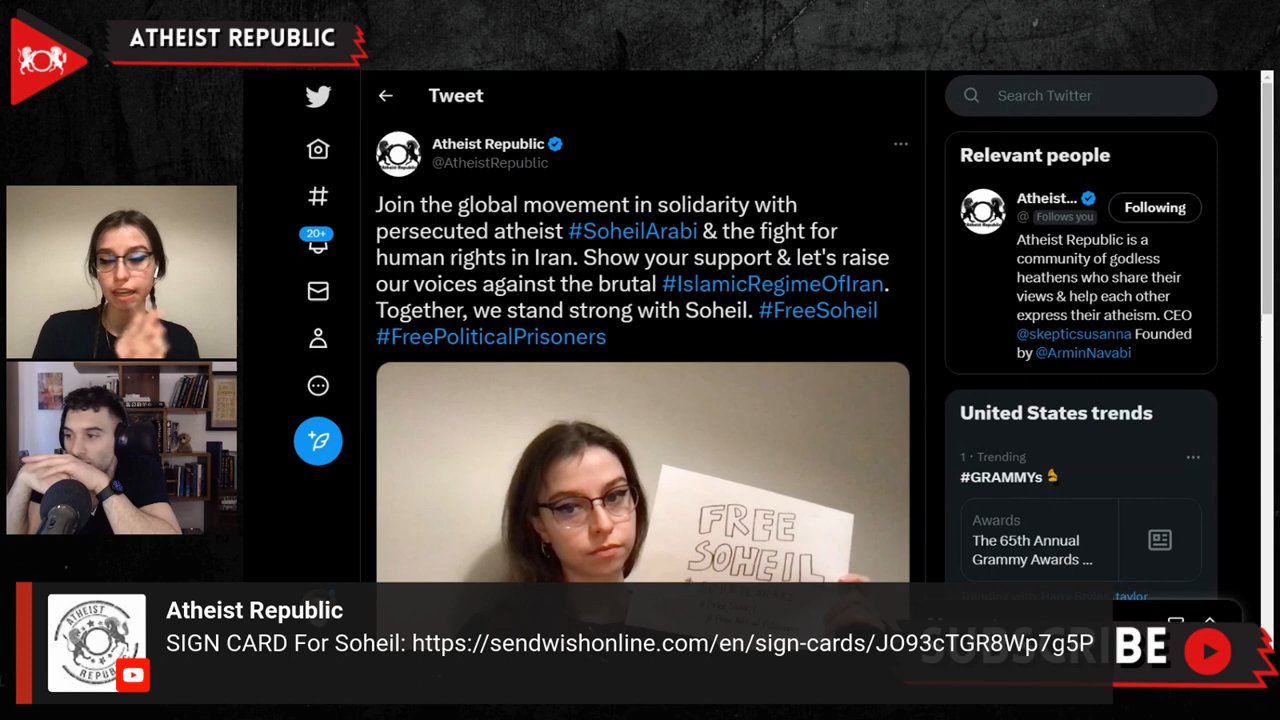 ATHEIST REPUBLIC
Tweet
Search Twitter
Atheist Republic
@AtheistRepublic
Join the global movement in solidarity with
persecuted atheist #SoheilArabi & the fight for
human rights in Iran. Show your support & let's raise
our voices against the brutal #IslamicRegimeOfIran.
Together, we stand strong with Soheil. #FreeSoheil
#FreePoliticalPrisoners
20+
FREE
SOHEIL
Relevant people
Atheist...
Following
@ Follows you
Atheist Republic is a
community of godless
heathens who share their
views & help each other
express their atheism. CEO
@skepticsusanna Founded
by @ArminNavabi
United States trends
1 · Trending
#GRAMMYs
Awards
The 65th Annual
Grammy Awards ...
ATHEIST
REPUBLIC
Atheist Republic
SIGN CARD For Soheil: https://sendwishonline.com/en/sign-cards/JO93cTGR8Wp7g5P
SUBSCRIBE